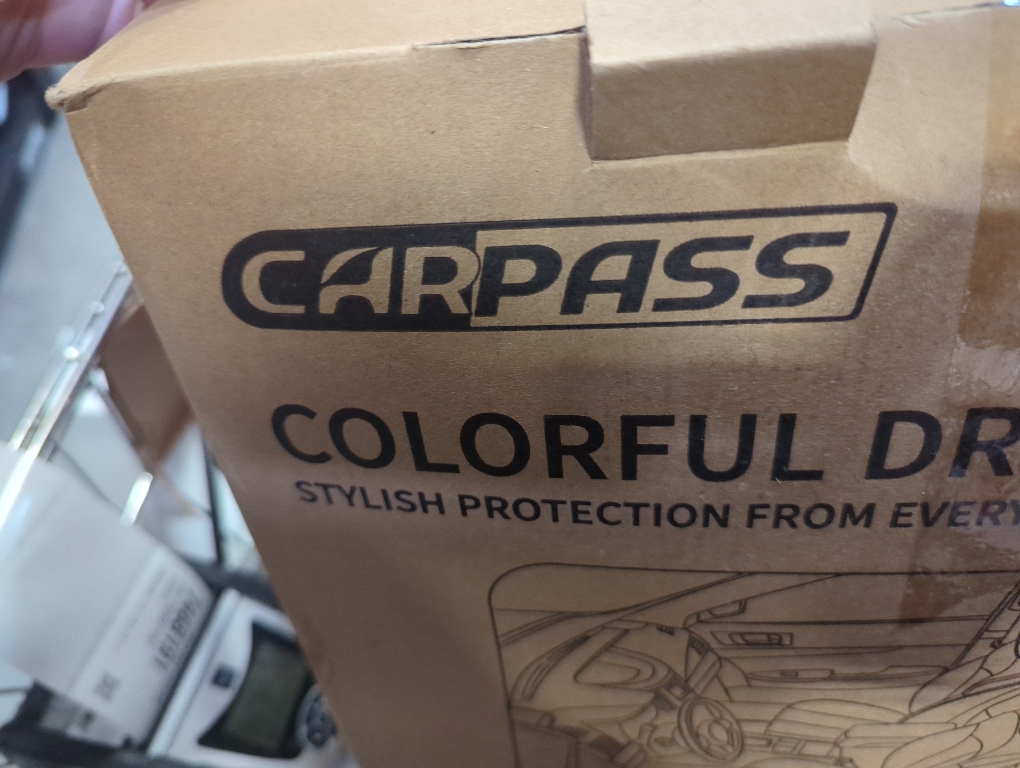 CARPASS
COLORFUL DR
STYLISH PROTECTION FROM EVERY